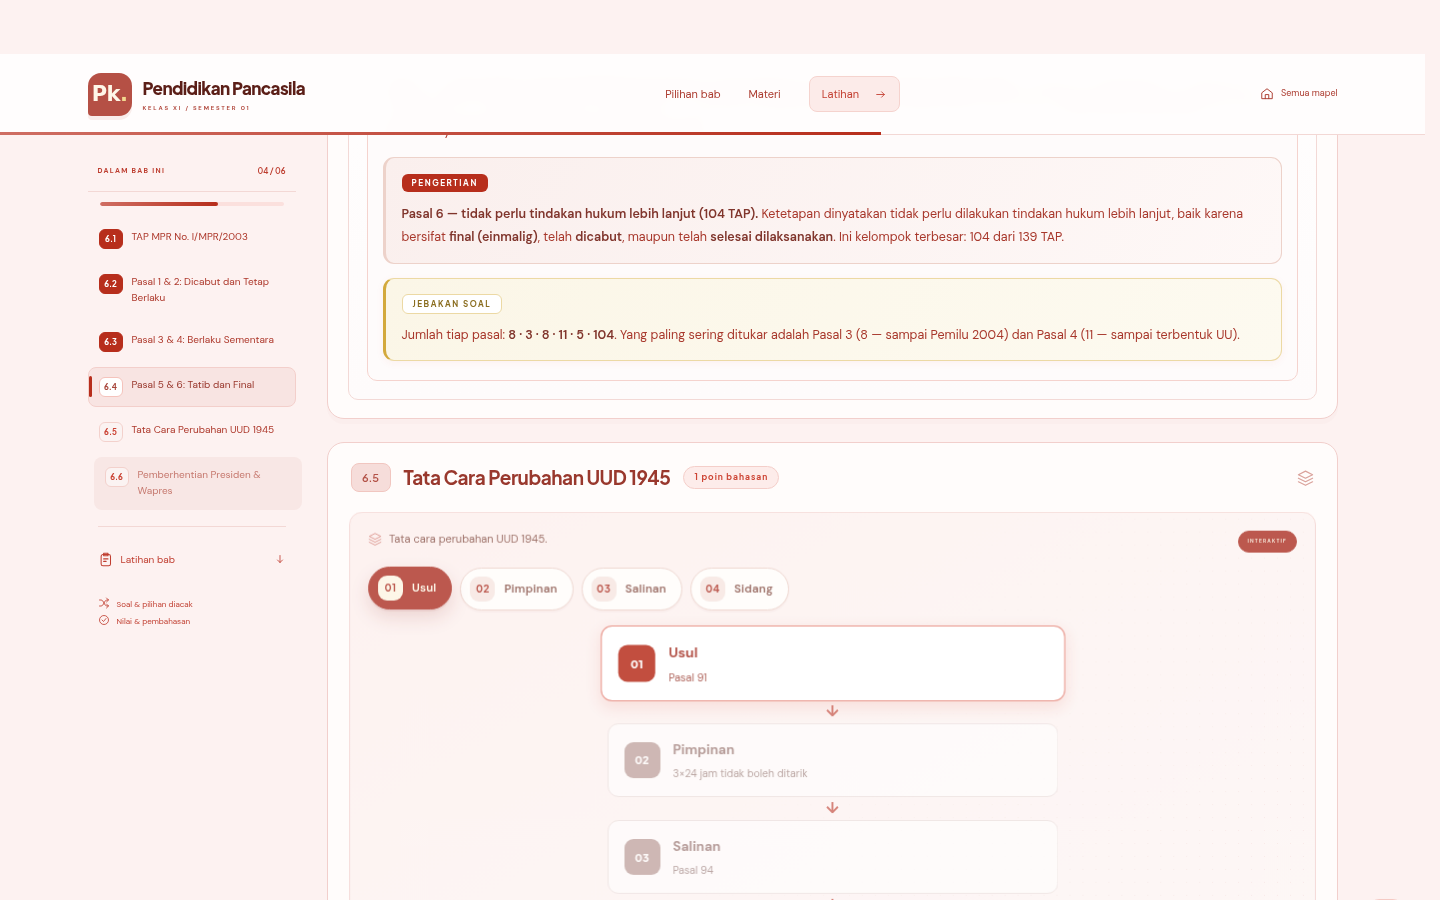 Pk.
Pendidikan Pancasila
KELAS XI / SEMESTER 01
Pilihan bab
Materi
Latihan →
Semua mapel
DALAM BAB INI
04/06
6.1 TAP MPR No. I/MPR/2003
6.2 Pasal 1 & 2: Dicabut dan Tetap
Berlaku
6.3 Pasal 3 & 4: Berlaku Sementara
6.4 Pasal 5 & 6: Tatib dan Final
6.5 Tata Cara Perubahan UUD 1945
6.6 Pemberhentian Presiden &
Wapres
Latihan bab ↓
Soal & pilihan diacak
Nilai & pembahasan
PENGERTIAN
Pasal 6 — tidak perlu tindakan hukum lebih lanjut (104 TAP). Ketetapan dinyatakan tidak perlu dilakukan tindakan hukum lebih lanjut, baik karena
bersifat final (einmalig), telah dicabut, maupun telah selesai dilaksanakan. Ini kelompok terbesar: 104 dari 139 TAP.
JEBAKAN SOAL
Jumlah tiap pasal: 8 · 3 · 8 · 11 · 5 · 104. Yang paling sering ditukar adalah Pasal 3 (8 — sampai Pemilu 2004) dan Pasal 4 (11 — sampai terbentuk UU).
6.5 Tata Cara Perubahan UUD 1945 1 poin bahasan
Tata cara perubahan UUD 1945.
INTERAKTIF
01 Usul
02 Pimpinan
03 Salinan
04 Sidang
01 Usul
Pasal 91
↓
02 Pimpinan
3×24 jam tidak boleh ditarik
↓
03 Salinan
Pasal 94